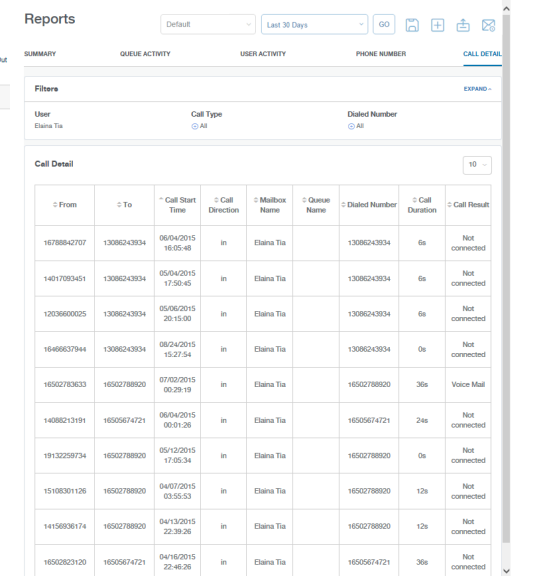 Reports
Default
Last 30 Days
GO
out
SUMMARY QUEUE ACTIVITY USER ACTIVITY PHONE NUMBER CALL DETAIL
Filters EXPAND
User Call Type Dialed Number
Elaina Tia All All
Call Detail 10
From To Call Start Time Call Direction Mailbox Name Queue Name Dialed Number Call Duration Call Result
16788842707 13086243934 06/04/2015 16:05:48 in Elaina Tia 13086243934 6s Not connected
14017093451 13086243934 05/04/2015 17:50:45 in Elaina Tia 13086243934 6s Not connected
12036600025 13086243934 05/06/2015 20:15:00 in Elaina Tia 13086243934 6s Not connected
16466637944 13086243934 08/24/2015 15:27:54 in Elaina Tia 13086243934 0s Not connected
16502783633 16502788920 07/02/2015 00:29:19 in Elaina Tia 16502788920 36s Voice Mail
14088213191 16505674721 06/04/2015 00:01:26 in Elaina Tia 16505674721 24s Not connected
19132259734 16502788920 05/12/2015 17:05:34 in Elaina Tia 16502788920 0s Not connected
15108301126 16502788920 04/07/2015 03:55:53 in Elaina Tia 16502788920 12s Not connected
14156936174 16502788920 04/13/2015 22:39:26 in Elaina Tia 16502788920 12s Not connected
16502823120 16505674721 04/16/2015 22:46:26 in Elaina Tia 16505674721 36s Not connected